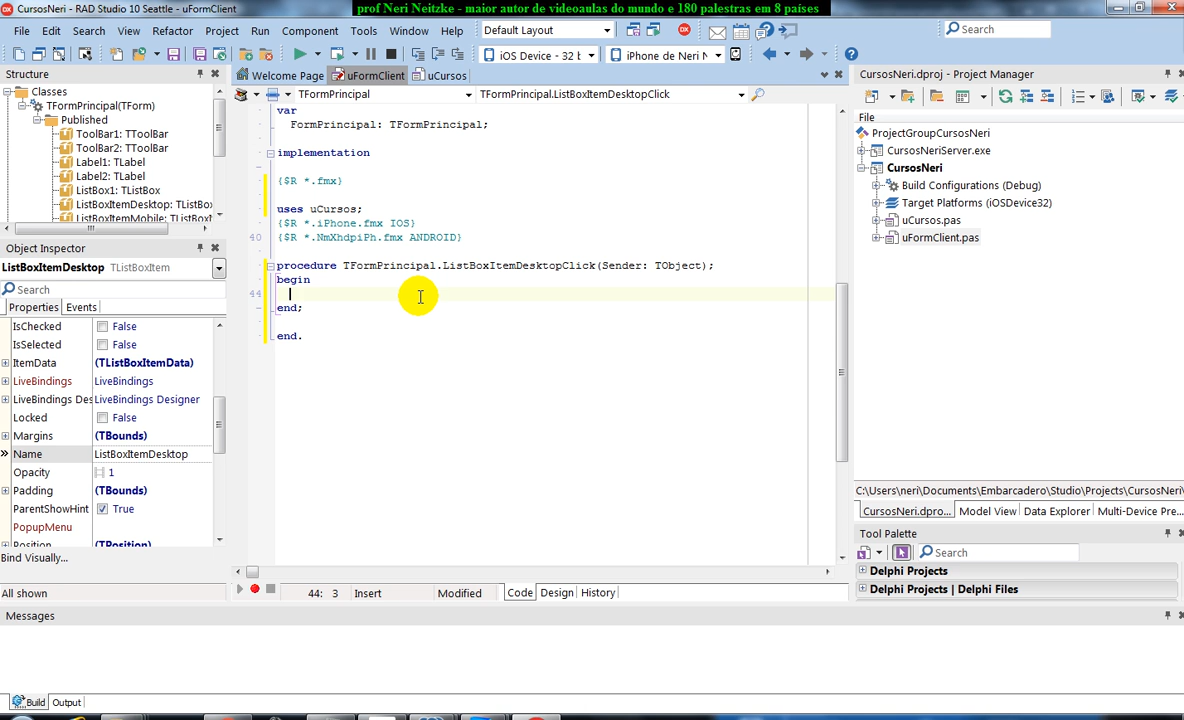 CursosNeri - RAD Studio 10 Seattle - uFormClient
prof Neri Neitzke - maior autor de videoaulas do mundo e 180 palestras em 8 países
File Edit Search View Refactor Project Run Component Tools Window Help
Default Layout
Search
iOS Device - 32 b
iPhone de Neri N
Structure
Classes
TFormPrincipal(TForm)
Published
ToolBar1: TToolBar
ToolBar2: TToolBar
Label1: TLabel
Label2: TLabel
ListBox1: TListBox
ListBoxItemDesktop: TListBo
ListBoxItemMobile: TListBox
Object Inspector
ListBoxItemDesktop TListBoxItem
Search
Properties Events
IsChecked False
IsSelected False
ItemData (TListBoxItemData)
LiveBindings LiveBindings
LiveBindings Des LiveBindings Designer
Locked False
Margins (TBounds)
Name ListBoxItemDesktop
Opacity 1
Padding (TBounds)
ParentShowHint True
PopupMenu
Position (TPosition)
Bind Visually...
All shown
Welcome Page uFormClient uCursos
TFormPrincipal TFormPrincipal.ListBoxItemDesktopClick
var
FormPrincipal: TFormPrincipal;
implementation
{$R *.fmx}
uses uCursos;
{$R *.iPhone.fmx IOS}
40 {$R *.NmXhdpiPh.fmx ANDROID}
procedure TFormPrincipal.ListBoxItemDesktopClick(Sender: TObject);
begin
44
end;
end.
44: 3 Insert Modified Code Design History
CursosNeri.dproj - Project Manager
File
ProjectGroupCursosNeri
CursosNeriServer.exe
CursosNeri
Build Configurations (Debug)
Target Platforms (iOSDevice32)
uCursos.pas
uFormClient.pas
C:\Users\neri\Documents\Embarcadero\Studio\Projects\CursosNeri\
CursosNeri.dpro... Model View Data Explorer Multi-Device Pre...
Tool Palette
Search
Delphi Projects
Delphi Projects | Delphi Files
Messages
Build Output